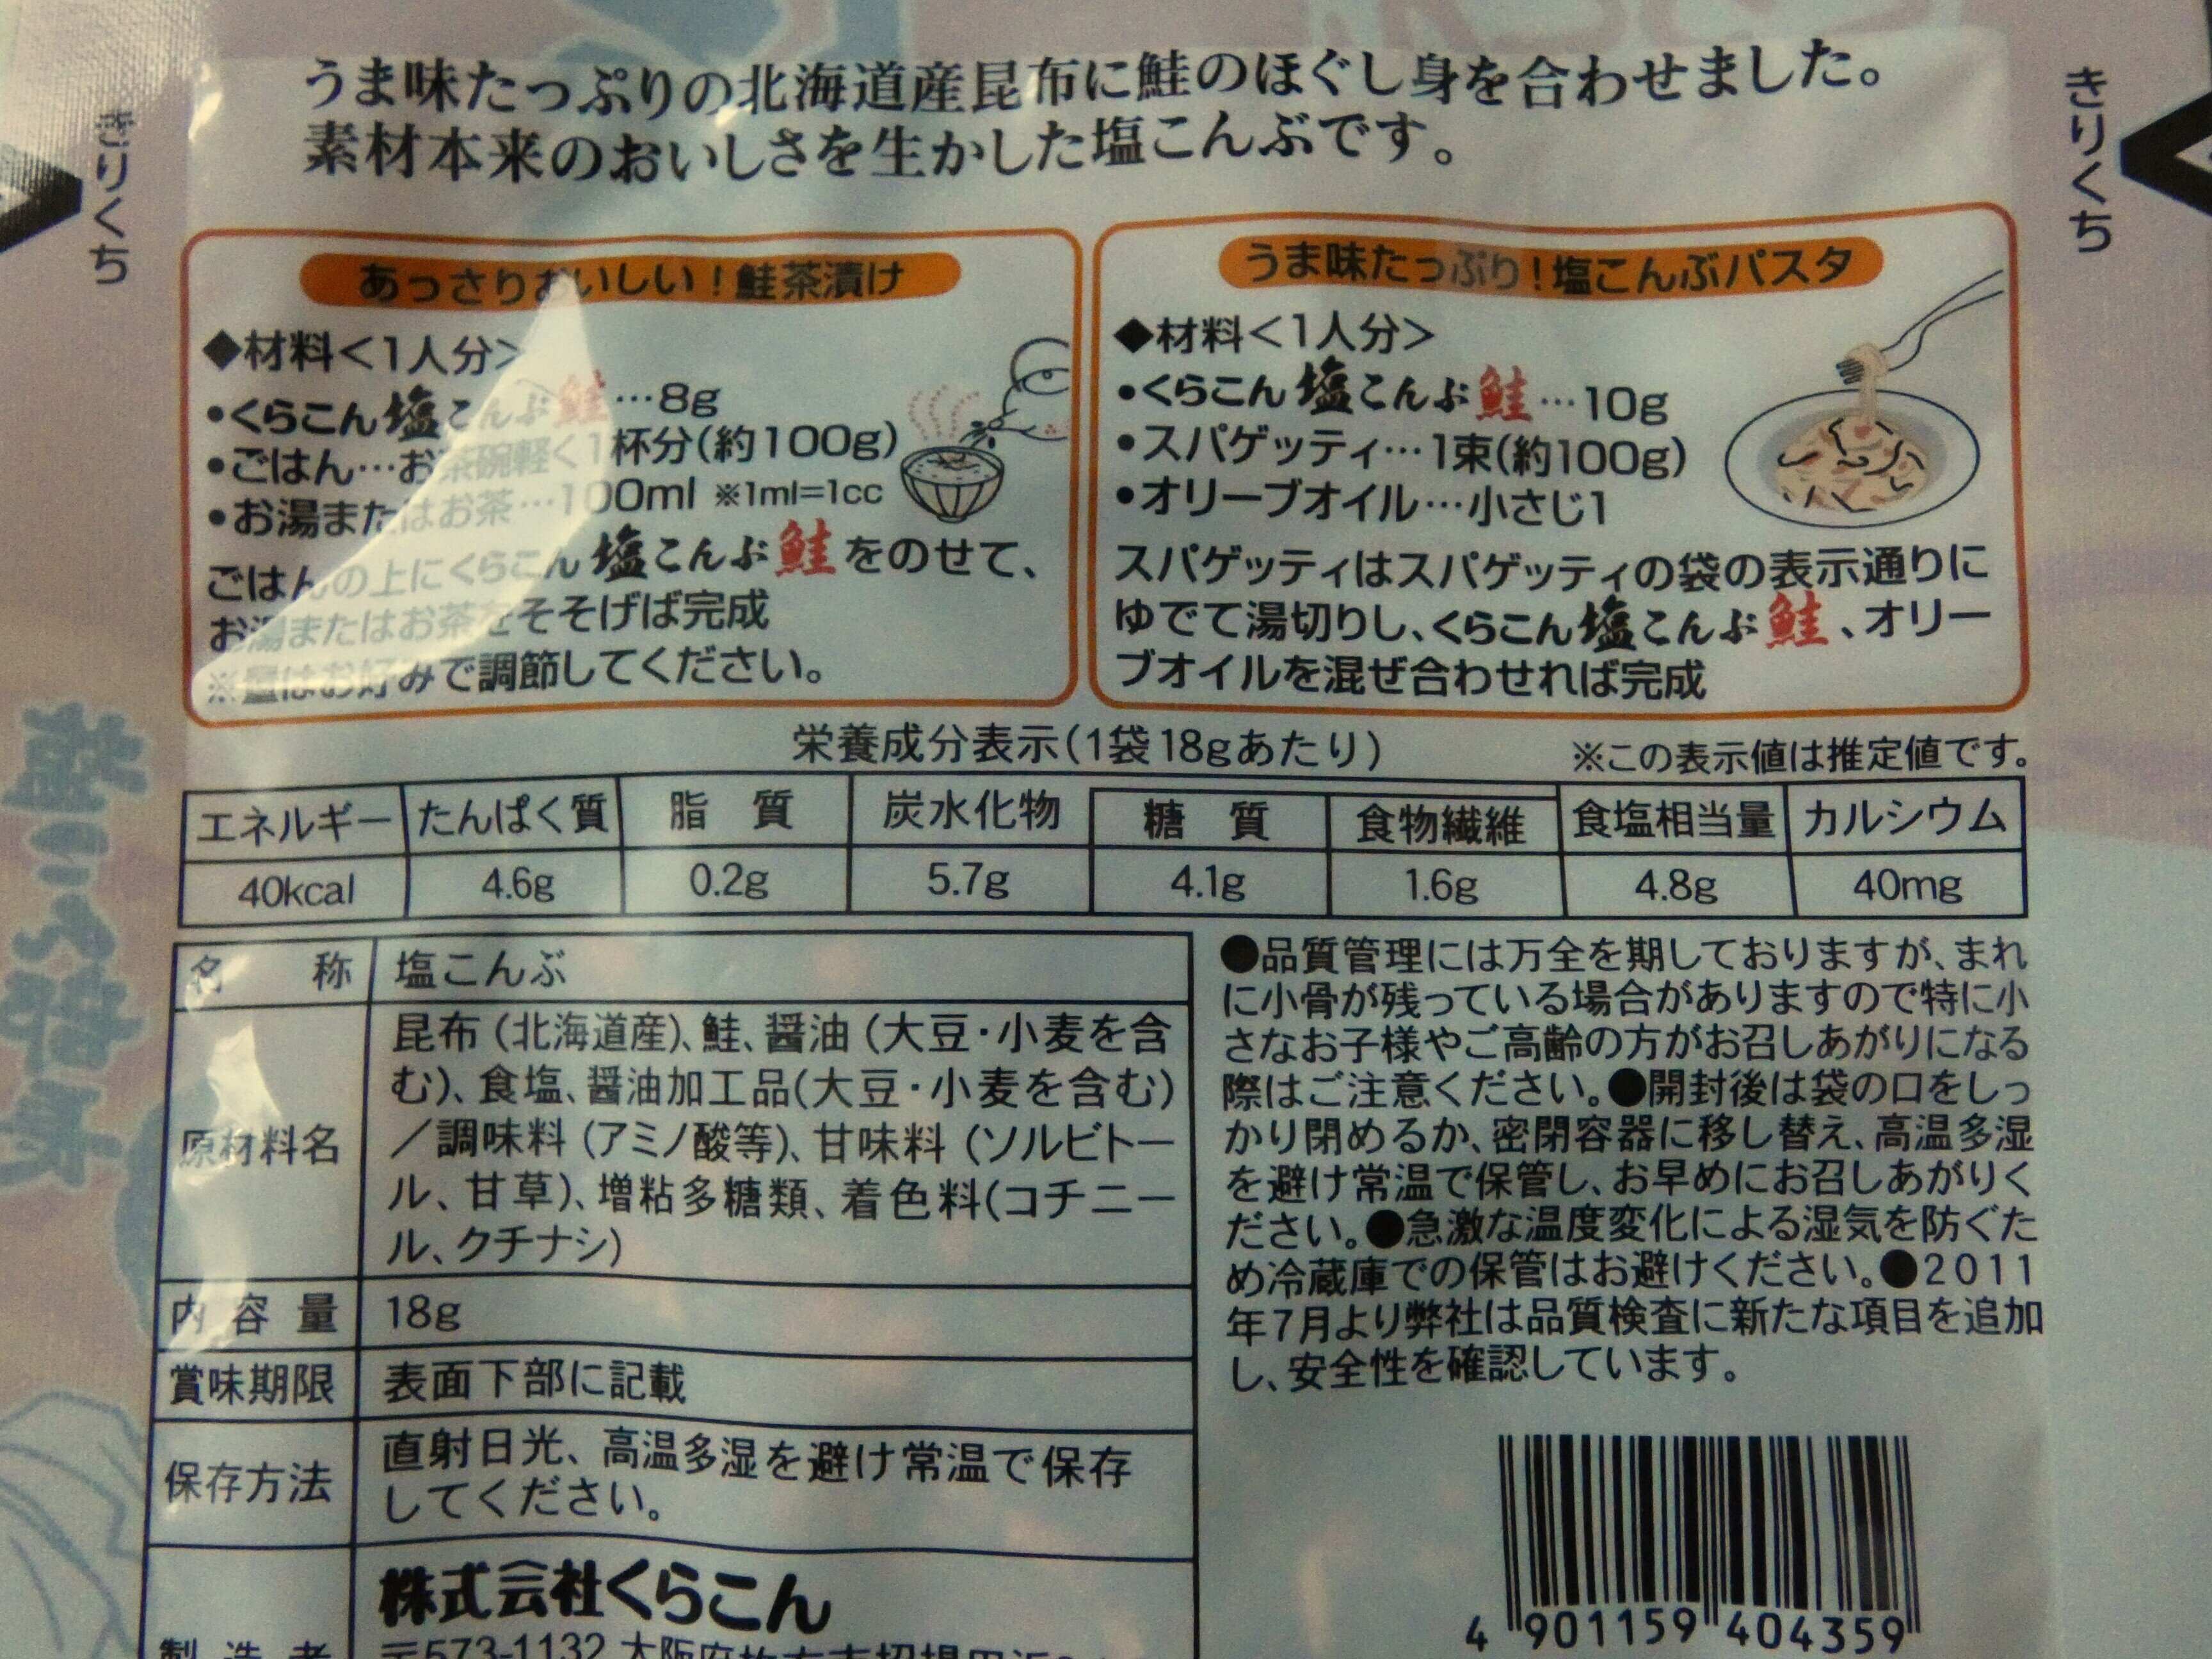 うま味たっぷりの北海道産昆布に鮭のほぐし身を合わせました。
素材本来のおいしさを生かした塩こんぶです。
きりくち
きりくち
あっさりおいしい!鮭茶漬け
◆材料<1人分>
•くらこん塩こんぶ鮭…8g
•ごはん…お茶碗軽く1杯分(約100g)
•お湯またはお茶…100ml ※1ml=1cc
ごはんの上にくらこん塩こんぶ鮭をのせて、
お湯またはお茶をそそげば完成
※量はお好みで調節してください。
うま味たっぷり!塩こんぶパスタ
◆材料<1人分>
•くらこん塩こんぶ鮭…10g
•スパゲッティ…1束(約100g)
•オリーブオイル…小さじ1
スパゲッティはスパゲッティの袋の表示通りに
ゆでて湯切りし、くらこん塩こんぶ鮭、オリー
ブオイルを混ぜ合わせれば完成
栄養成分表示(1袋18gあたり) ※この表示値は推定値です。
エネルギー たんぱく質 脂質 炭水化物 糖質 食物繊維 食塩相当量 カルシウム
40kcal 4.6g 0.2g 5.7g 4.1g 1.6g 4.8g 40mg
名称 塩こんぶ
原材料名 昆布(北海道産)、鮭、醤油(大豆・小麦を含
む)、食塩、醤油加工品(大豆・小麦を含む)
/調味料(アミノ酸等)、甘味料(ソルビトー
ル、甘草)、増粘多糖類、着色料(コチニー
ル、クチナシ)
内容量 18g
賞味期限 表面下部に記載
保存方法 直射日光、高温多湿を避け常温で保存
してください。
製造者 株式会社くらこん
〒573-1132 大阪府枚方市招提田近
●品質管理には万全を期しておりますが、まれ
に小骨が残っている場合がありますので特に小
さなお子様やご高齢の方がお召しあがりになる
際はご注意ください。●開封後は袋の口をしっ
かり閉めるか、密閉容器に移し替え、高温多湿
を避け常温で保管し、お早めにお召しあがりく
ださい。●急激な温度変化による湿気を防ぐた
め冷蔵庫での保管はお避けください。●2011
年7月より弊社は品質検査に新たな項目を追加
し、安全性を確認しています。
4 901159 404359
塩こん部長